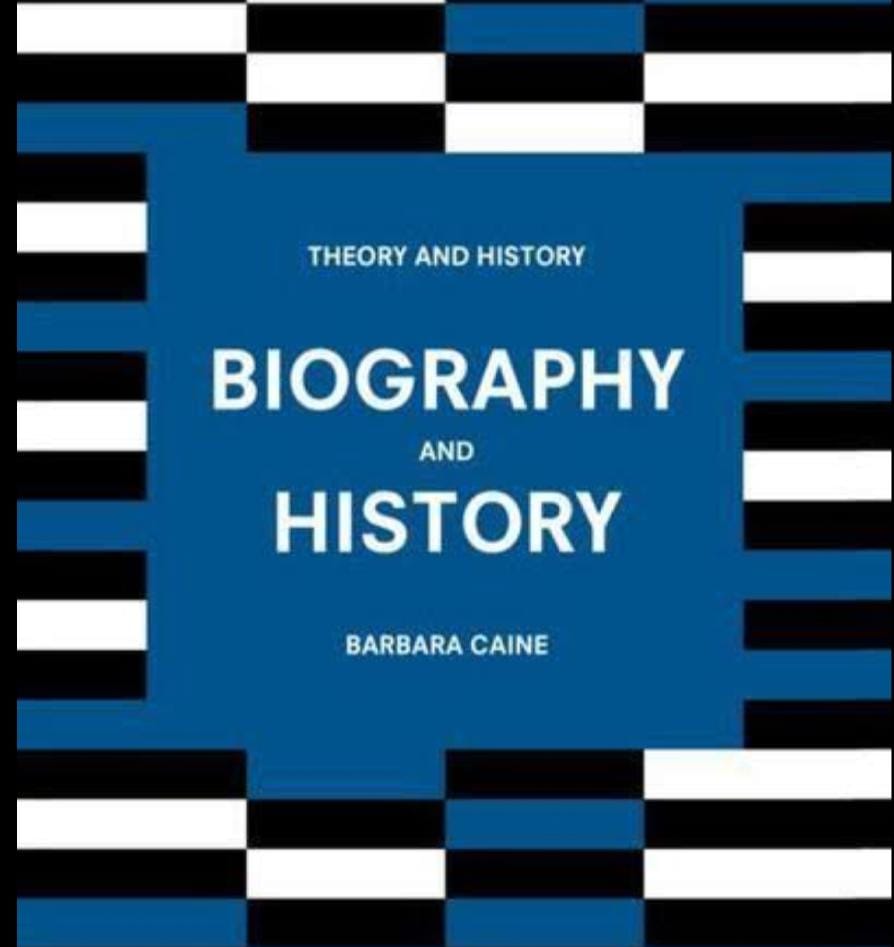 THEORY AND HISTORY
BIOGRAPHY
AND
HISTORY
BARBARA CAINE